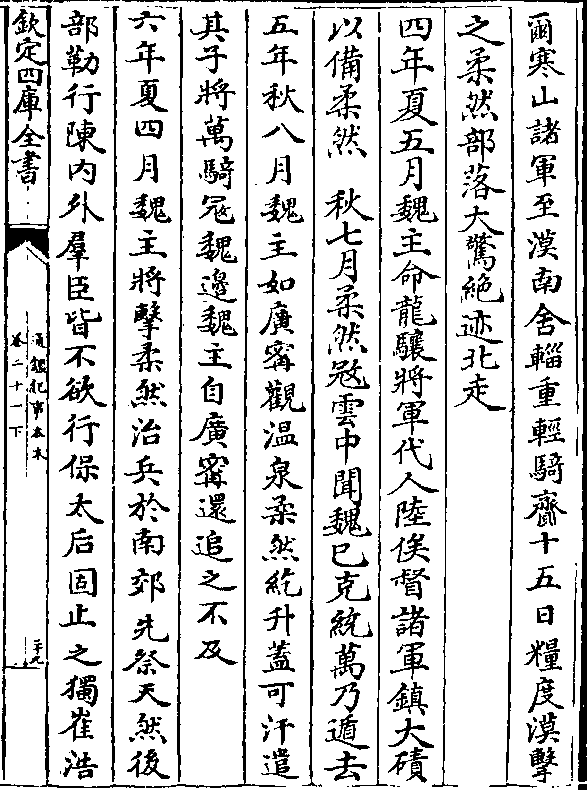 爾寒山諸軍至漠南舍輜重輕騎齎十五日糧度漠擊
之柔然部落大驚絶迹北走
四年夏五月魏主命龍驤將軍代人陸俟督諸軍鎮大磧
以備柔然　秋七月柔然宼雲中聞魏已克統萬乃遁去
五年秋八月魏主如廣甯觀温泉柔然紇升蓋可汗遣
其子將萬騎宼魏邊魏主自廣甯還追之不及
六年夏四月魏主將擊柔然治兵於南郊先祭天然後
部勒行陳内外羣臣皆不欲行保太后固止之獨崔浩
欽定四庫全書
通鑑紀事本末
卷二十一下
二十九